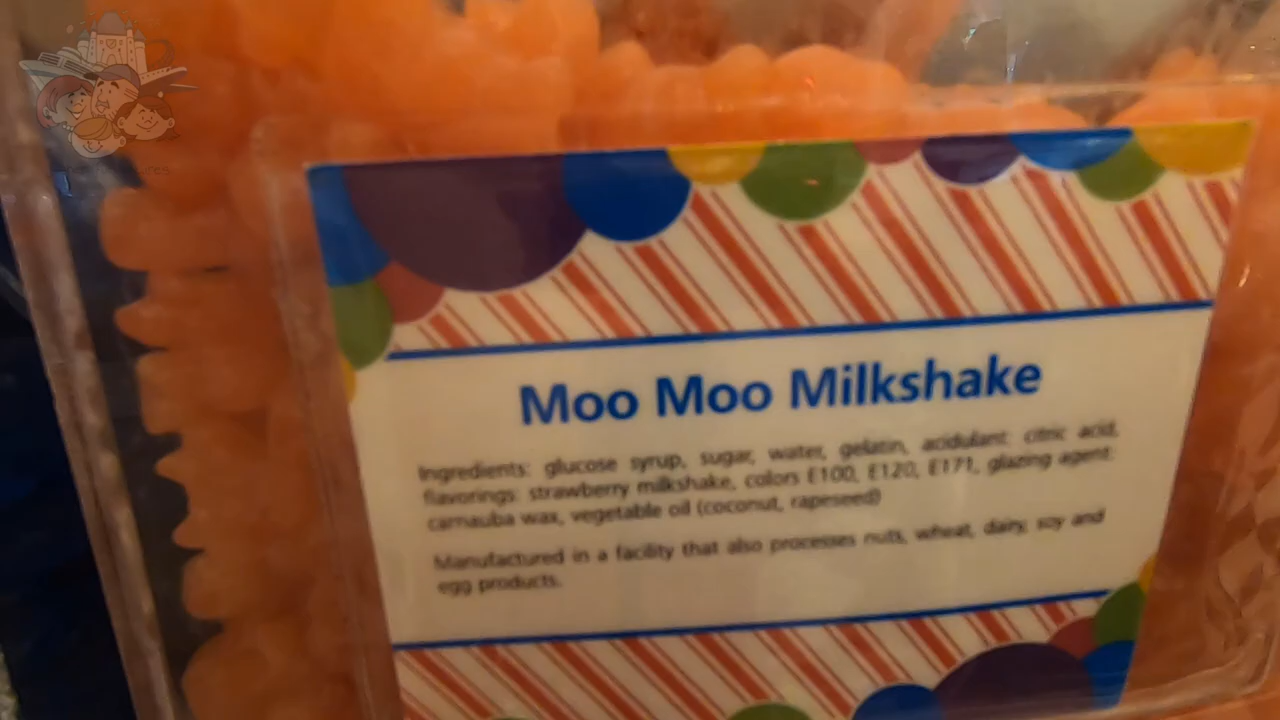 Moo Moo Milkshake
Ingredients: glucose syrup, sugar, water, gelatin, acidulant: citric acid,
flavorings: strawberry milkshake, colors E100, E120, E171, glazing agent:
carnauba wax, vegetable oil (coconut, rapeseed)
Manufactured in a facility that also processes nuts, wheat, dairy, soy and
egg products.